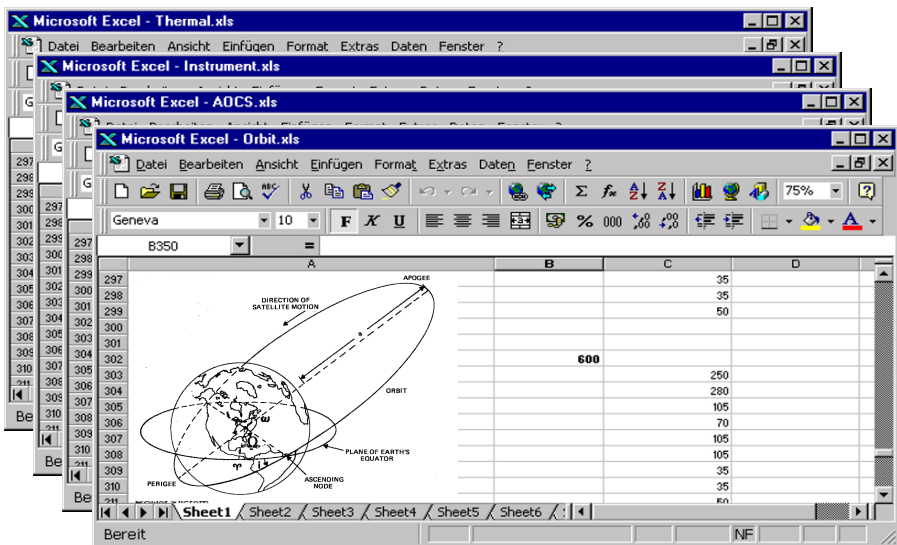 Microsoft Excel - Thermal.xls
Datei Bearbeiten Ansicht Einfügen Format Extras Daten Fenster ?
Microsoft Excel - Instrument.xls
Microsoft Excel - AOCS.xls
Microsoft Excel - Orbit.xls
Datei Bearbeiten Ansicht Einfügen Format Extras Daten Fenster ?
75%
Geneva 10 F K U % 000
B350 =
A B C D
297 35
298 35
299 50
300
301
302 600
303 250
304 280
305 105
306 70
307 105
308 105
309 35
310 35
APOGEE
DIRECTION OF
SATELLITE MOTION
a
ORBIT
ω
Ω
i
PLANE OF EARTH'S
EQUATOR
ASCENDING
NODE
PERIGEE
Sheet1 Sheet2 Sheet3 Sheet4 Sheet5 Sheet6
Bereit NF